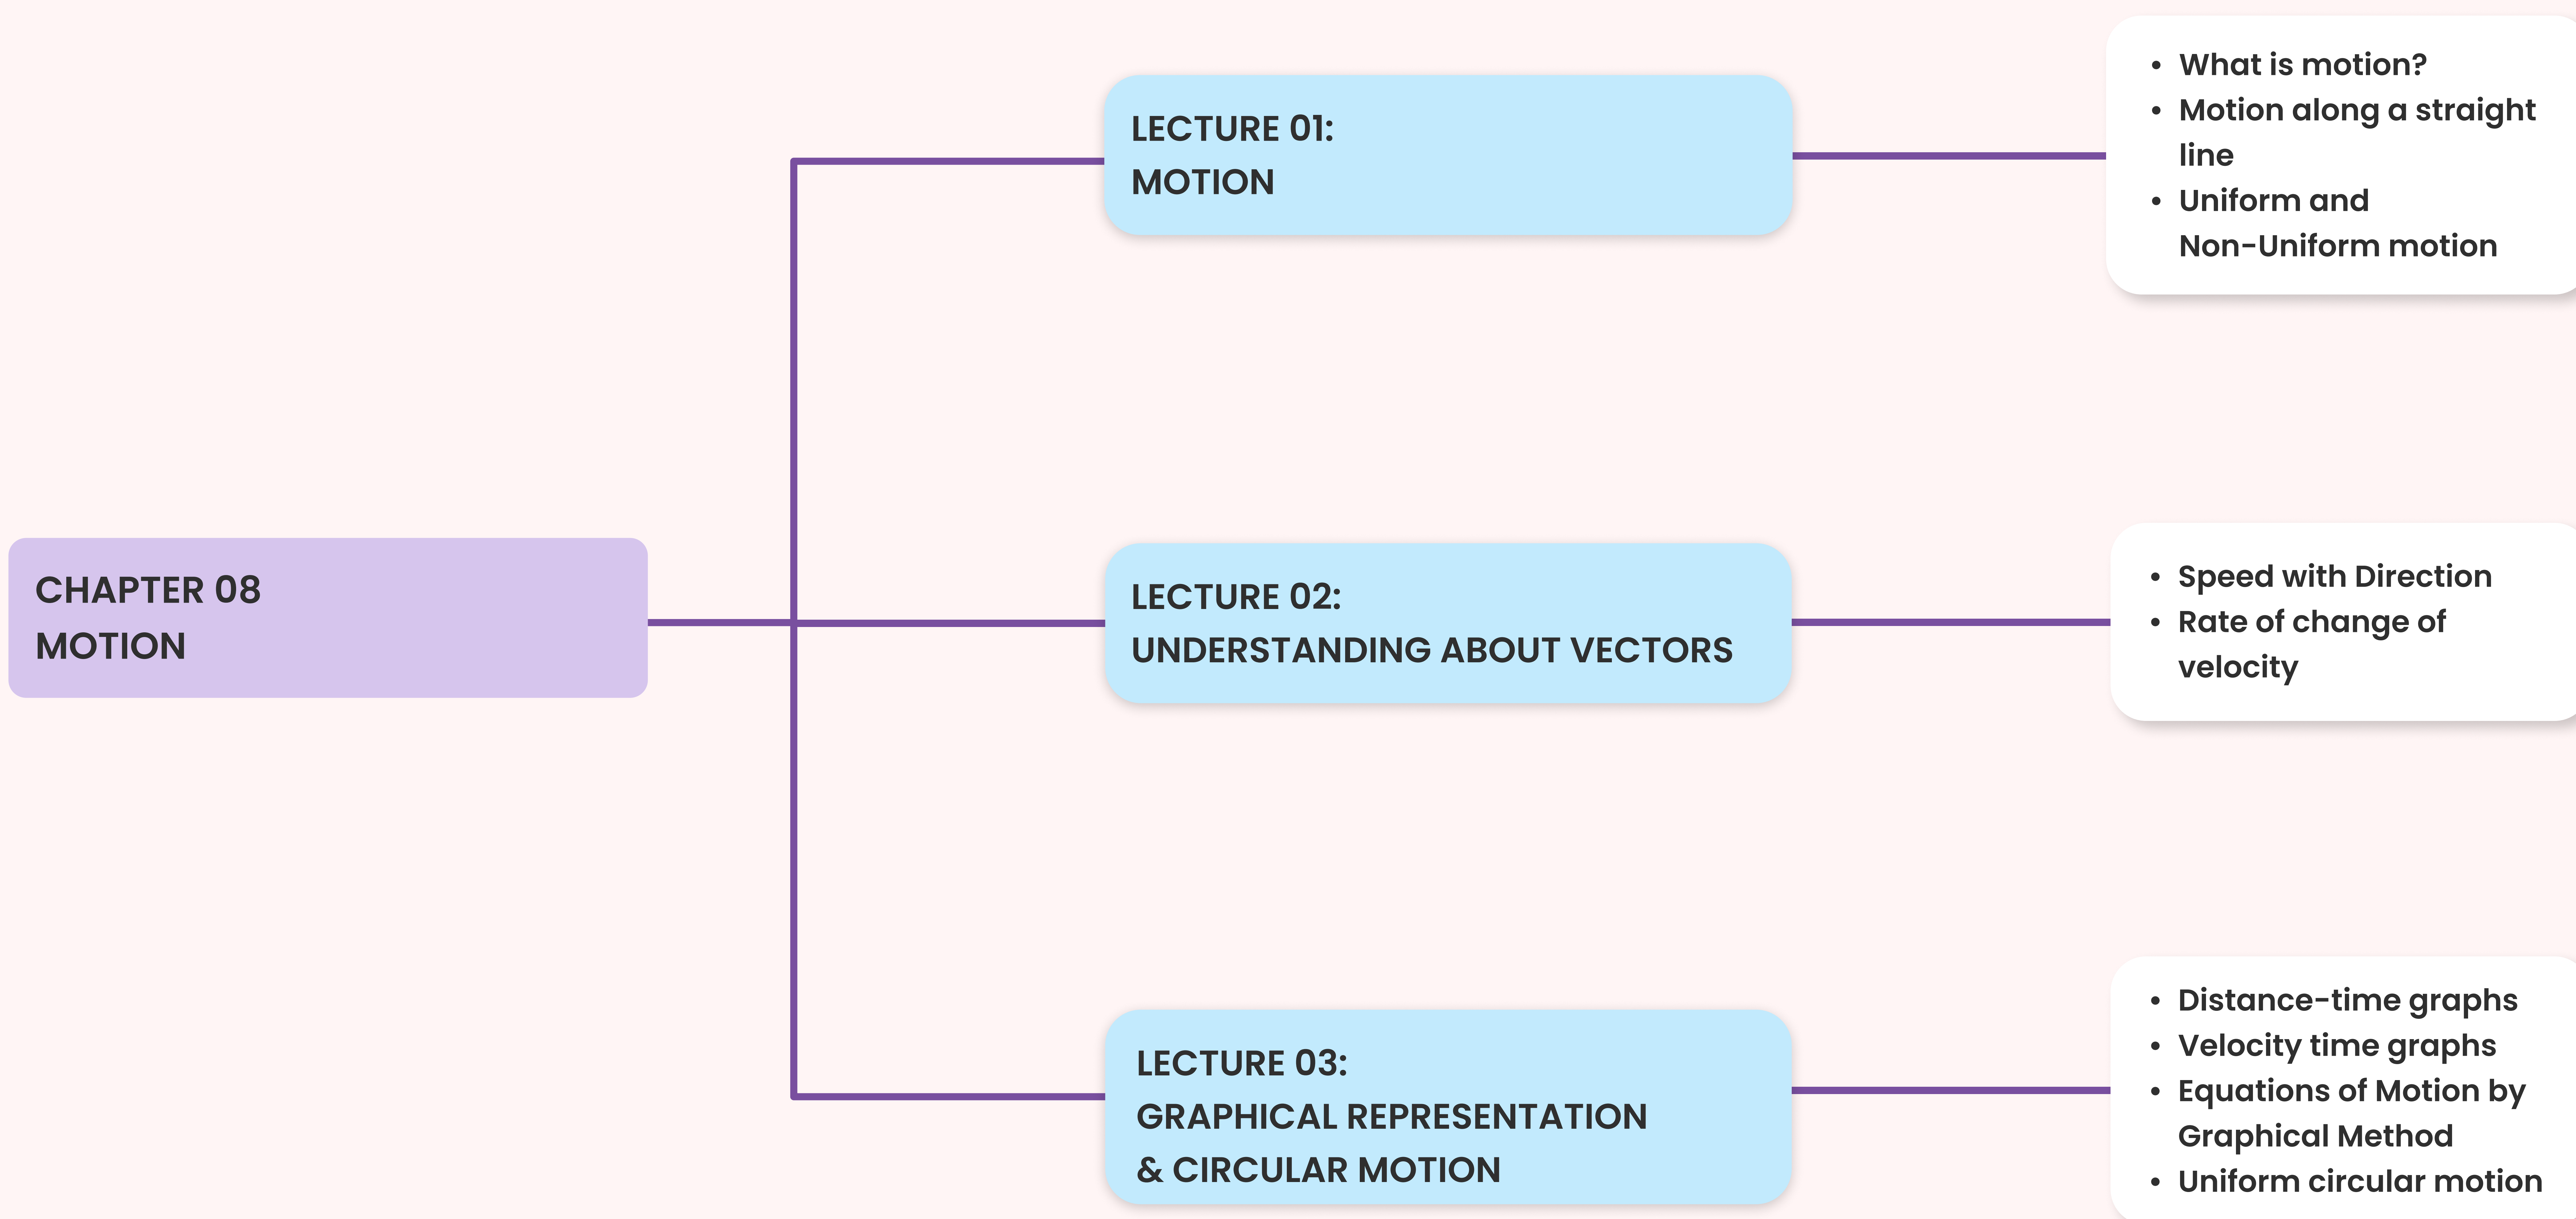 CHAPTER 08
MOTION
LECTURE 01:
MOTION
• What is motion?
• Motion along a straight
line
• Uniform and
Non-Uniform motion
LECTURE 02:
UNDERSTANDING ABOUT VECTORS
• Speed with Direction
• Rate of change of
velocity
LECTURE 03:
GRAPHICAL REPRESENTATION
& CIRCULAR MOTION
• Distance-time graphs
• Velocity time graphs
• Equations of Motion by
Graphical Method
• Uniform circular motion